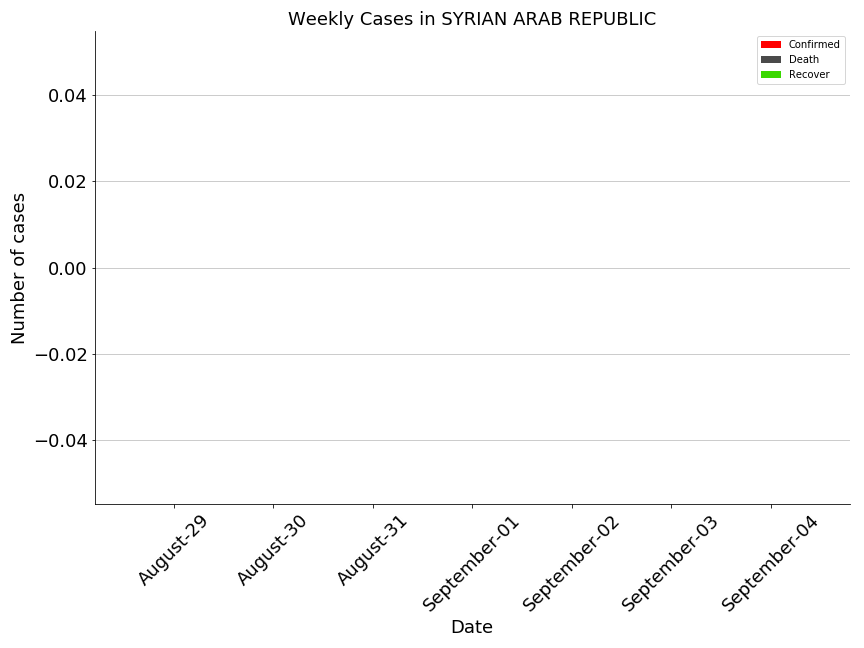 Weekly Cases in SYRIAN ARAB REPUBLIC
Confirmed
Death
Recover
Number of cases
0.04
0.02
0.00
−0.02
−0.04
August-29
August-30
August-31
September-01
September-02
September-03
September-04
Date